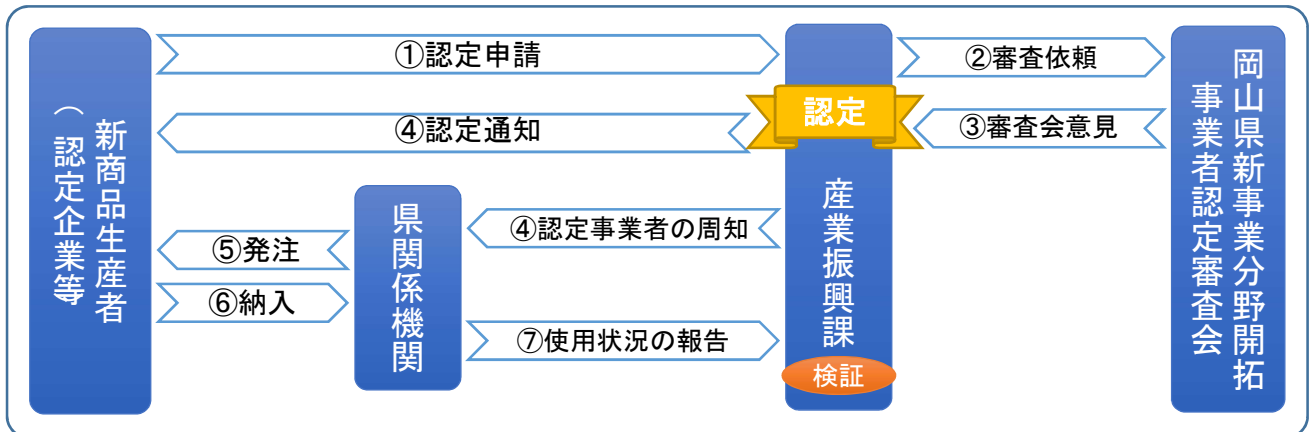 ①認定申請
②審査依頼
認定
④認定通知
③審査会意見
新商品生産者
（認定企業等
県関係機関
④認定事業者の周知
⑤発注
⑥納入
⑦使用状況の報告
産業振興課
検証
岡山県新事業分野開拓
事業者認定審査会